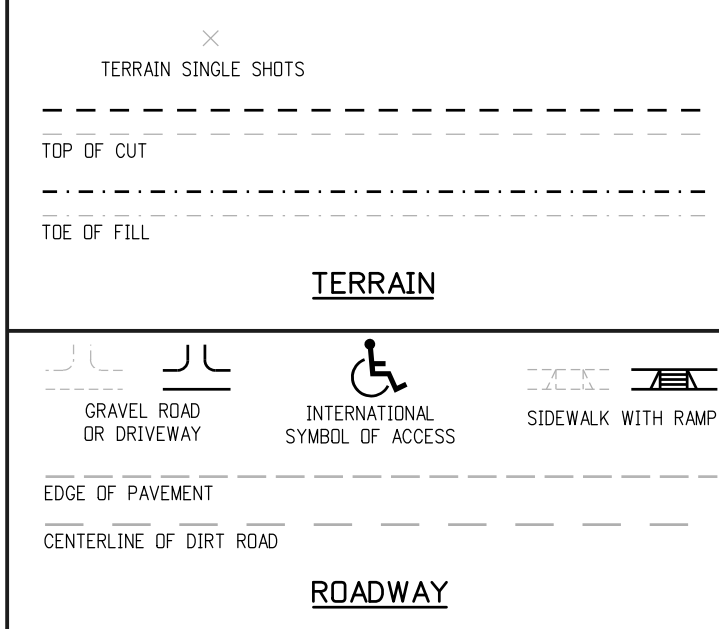 TERRAIN SINGLE SHOTS
TOP OF CUT
TOE OF FILL
TERRAIN
GRAVEL ROAD
OR DRIVEWAY
INTERNATIONAL
SYMBOL OF ACCESS
SIDEWALK WITH RAMP
EDGE OF PAVEMENT
CENTERLINE OF DIRT ROAD
ROADWAY